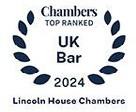 Chambers
TOP RANKED
UK
Bar
2024
Lincoln House Chambers